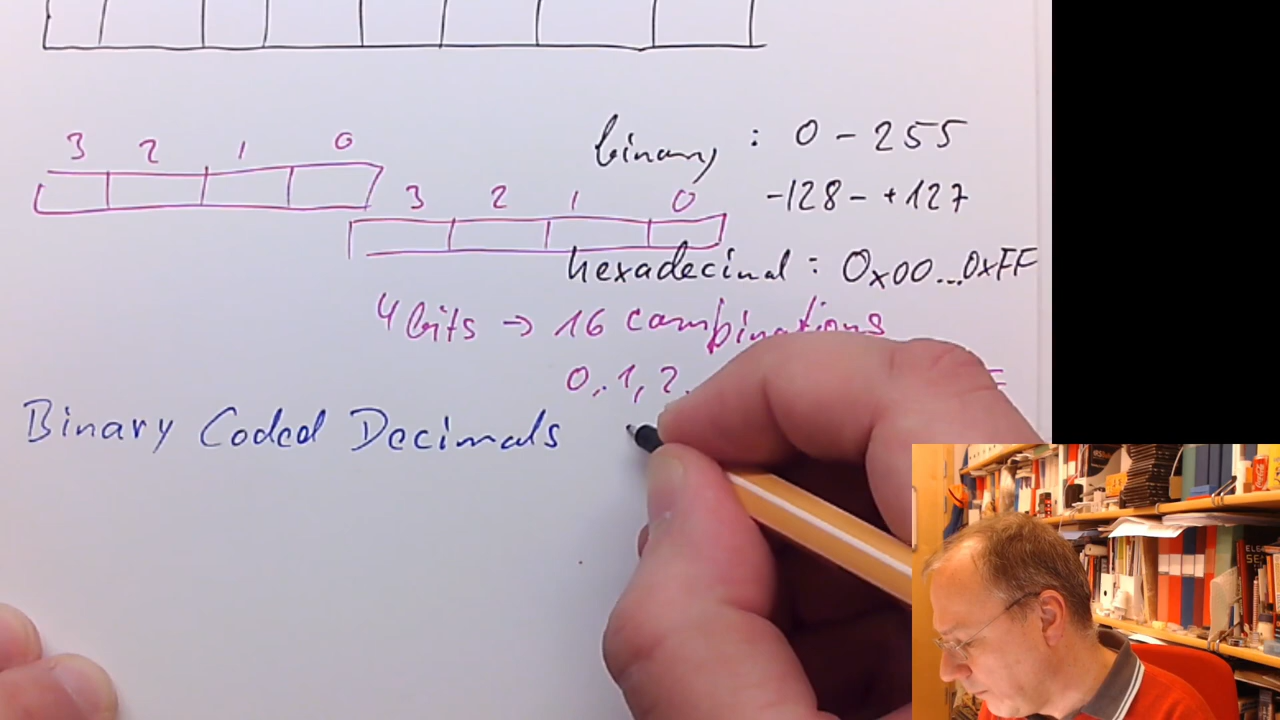 binary : 0 - 255
3 2 1 0
-128 - +127
3 2 1 0
hexadecimal : 0x00...0xFF
4 bits → 16 combinations
0, 1, 2,
Binary Coded Decimals